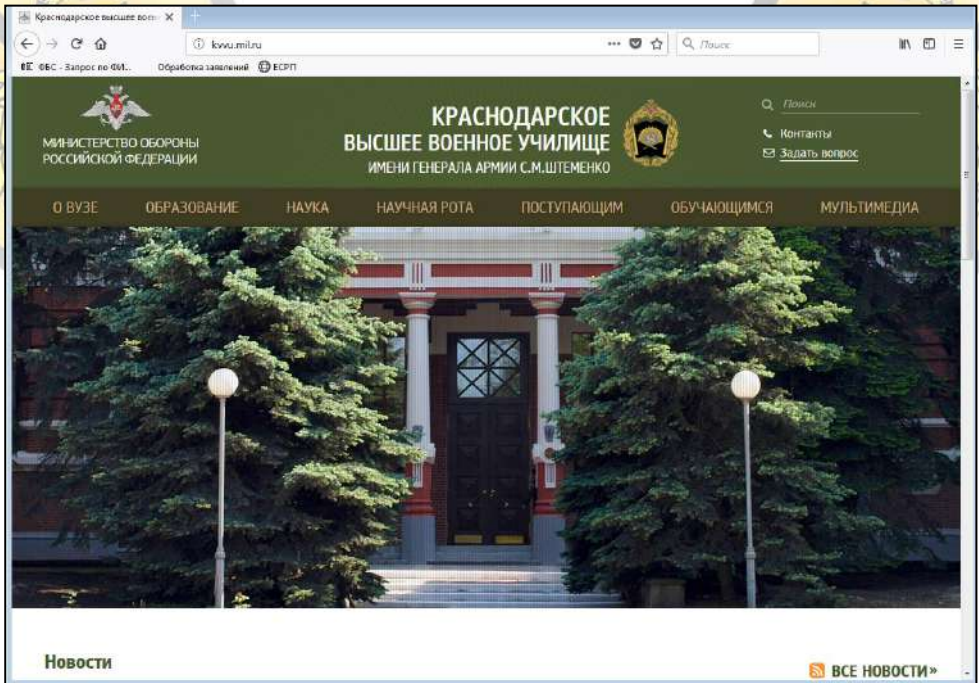 Краснодарское высшее воен
kvvu.mil.ru
Поиск
ФБС - Запрос по ФИ...
Обработка заявлений
ЕСРП
МИНИСТЕРСТВО ОБОРОНЫ
РОССИЙСКОЙ ФЕДЕРАЦИИ
КРАСНОДАРСКОЕ
ВЫСШЕЕ ВОЕННОЕ УЧИЛИЩЕ
ИМЕНИ ГЕНЕРАЛА АРМИИ С.М.ШТЕМЕНКО
Поиск
Контакты
Задать вопрос
О ВУЗЕ ОБРАЗОВАНИЕ НАУКА НАУЧНАЯ РОТА ПОСТУПАЮЩИМ ОБУЧАЮЩИМСЯ МУЛЬТИМЕДИА
Новости
ВСЕ НОВОСТИ»